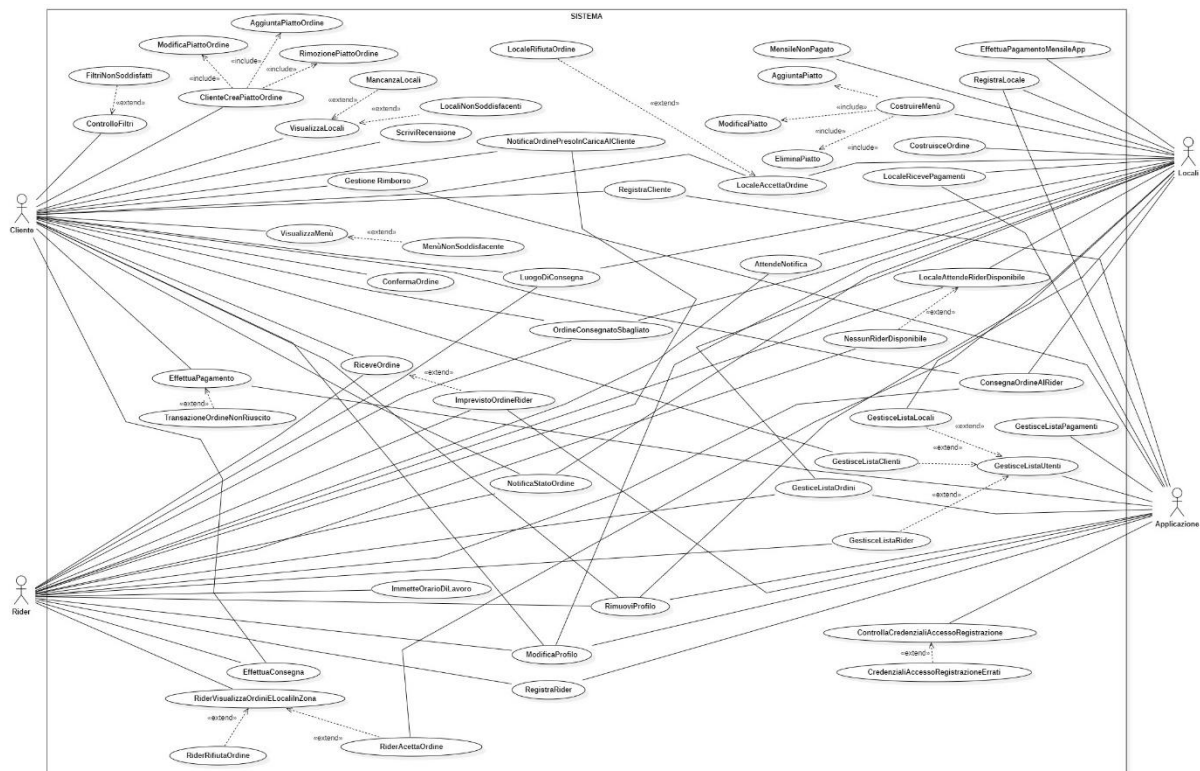 SISTEMA
AggiuntaPiattoOrdine
ModificaPiattoOrdine
LocaleRifiutaOrdine
MensileNonPagato
EffettuaPagamentoMensileApp
RimozionePiattoOrdine
«include»
«include»
«include»
FiltriNonSoddisfatti
MancanzaLocali
AggiuntaPiatto
RegistraLocale
«extend»
ClienteCreaPiattoOrdine
«extend»
LocaliNonSoddisfacenti
«extend»
«include»
CostruireMenù
ControlloFiltri
VisualizzaLocali
«extend»
ModificaPiatto
«include»
ScriviRecensione
NotificaOrdinePresoInCaricaAlCliente
«include»
CostruisceOrdine
EliminaPiatto
Gestione Rimborso
RegistraCliente
LocaleAccettaOrdine
LocaleRicevePagamenti
Locali
Cliente
VisualizzaMenù
«extend»
MenùNonSoddisfacente
AttendeNotifica
ConfermaOrdine
LuogoDiConsegna
LocaleAttendeRiderDisponibile
«extend»
OrdineConsegnatoSbagliato
NessunRiderDisponibile
RiceveOrdine
«extend»
EffettuaPagamento
ConsegnaOrdineAlRider
«extend»
ImprevistoOrdineRider
TransazioneOrdineNonRiuscito
GestisceListaLocali
GestisceListaPagamenti
«extend»
«extend»
GestisceListaClienti
GestisceListaUtenti
NotificaStatoOrdine
GesticeListaOrdini
«extend»
Applicazione
GestisceListaRider
ImmetteOrarioDiLavoro
Rider
RimuoviProfilo
ControllaCredenzialiAccessoRegistrazione
ModificaProfilo
«extend»
EffettuaConsegna
CredenzialiAccessoRegistrazioneErrati
RegistraRider
RiderVisualizzaOrdiniELocaliInZona
«extend»
«extend»
RiderAcettaOrdine
RiderRifiutaOrdine